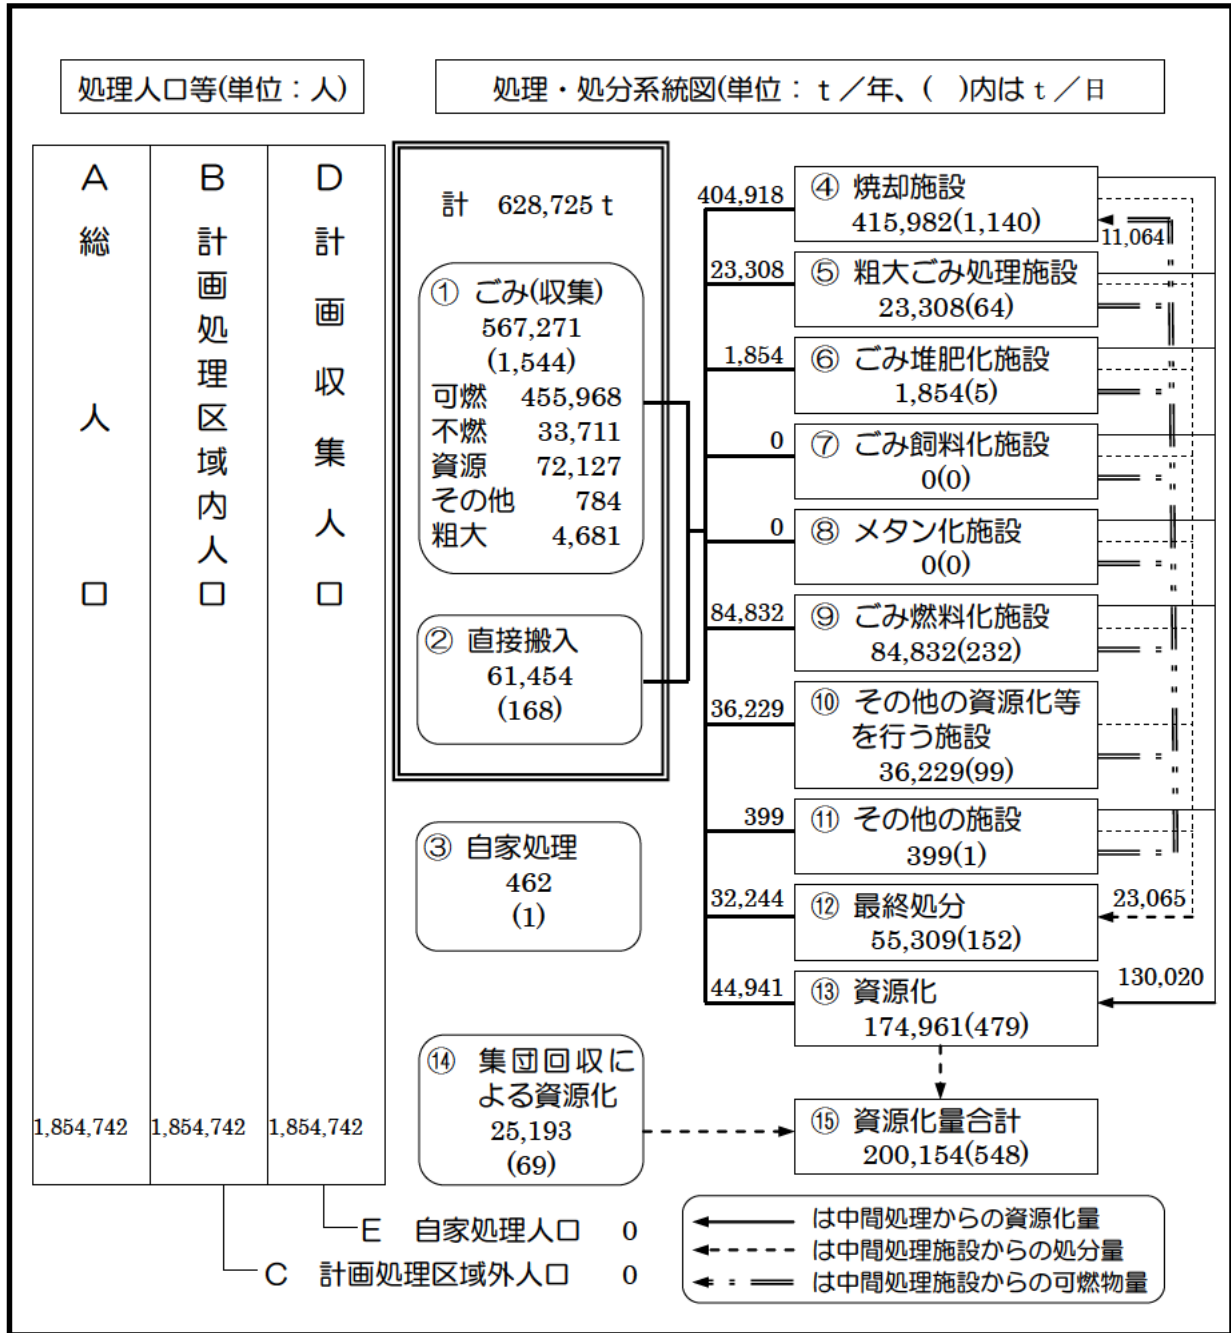 処理人口等(単位：人)
処理・処分系統図(単位：ｔ／年、(　)内はｔ／日
A 総人口
1,854,742
B 計画処理区域内人口
1,854,742
D 計画収集人口
1,854,742
E 自家処理人口 0
C 計画処理区域外人口 0
計 628,725ｔ
① ごみ(収集)
567,271
(1,544)
可燃 455,968
不燃 33,711
資源 72,127
その他 784
粗大 4,681
② 直接搬入
61,454
(168)
③ 自家処理
462
(1)
⑭ 集団回収に
よる資源化
25,193
(69)
404,918
④ 焼却施設
415,982(1,140)
11,064
23,308
⑤ 粗大ごみ処理施設
23,308(64)
1,854
⑥ ごみ堆肥化施設
1,854(5)
0
⑦ ごみ飼料化施設
0(0)
0
⑧ メタン化施設
0(0)
84,832
⑨ ごみ燃料化施設
84,832(232)
36,229
⑩ その他の資源化等
を行う施設
36,229(99)
399
⑪ その他の施設
399(1)
32,244
⑫ 最終処分
55,309(152)
23,065
44,941
⑬ 資源化
174,961(479)
130,020
⑮ 資源化量合計
200,154(548)
は中間処理からの資源化量
は中間処理施設からの処分量
は中間処理施設からの可燃物量